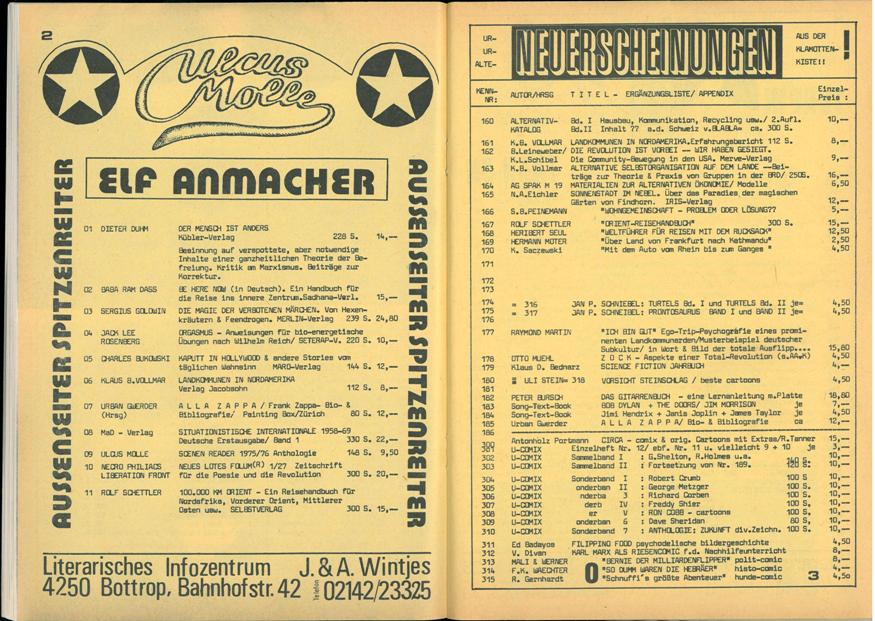 2
Ulcus Molle
ELF ANMACHER
AUSSENSEITER SPITZENREITER
AUSSENSEITER SPITZENREITER
01 DIETER DUHM DER MENSCH IST ANDERS
Kübler-Verlag 228 S. 14,—
Besinnung auf verspottete, aber notwendige
Inhalte einer ganzheitlichen Theorie der Be-
freiung. Kritik am Marxismus. Beiträge zur
Korrektur.
02 BABA RAM DASS BE HERE NOW (in Deutsch). Ein Handbuch für
die Reise ins innere Zentrum.Sadhana-Verl. 15,—
03 SERGIUS GOLOWIN DIE MAGIE DER VERBOTENEN MÄRCHEN. Von Hexen-
kräutern & Feendrogen. MERLIN-Verlag 239 S. 24,80
04 JACK LEE ORGASMUS - Anweisungen für bio-energetische
ROSENBERG Übungen nach Wilhelm Reich/ SETERAP-V. 220 S. 10,—
05 CHARLES BUKOWSKI KAPUTT IN HOLLYWOOD & andere Stories vom
täglichen Wahnsinn MARO-Verlag 144 S. 12,—
06 KLAUS B.VOLLMAR LANDKOMMUNEN IN NORDAMERIKA
Verlag Jacobsohn 112 S. 8,—
07 URBAN GWERDER A L L A Z A P P A / Frank Zappa- Bio- &
(Hrsg) Bibliografie/ Painting Box/Zürich 80 S. 12,—
08 MaD - Verlag SITUATIONISTISCHE INTERNATIONALE 1958-69
Deutsche Erstausgabe/ Band 1 330 S. 22,—
09 ULCUS MOLLE SCENEN READER 1975/76 Anthologie 148 S. 9,50
10 NECRO PHILIACS NEUES LOTES FOLUM(R) 1/27 Zeitschrift
LIBERATION FRONT für die Poesie und die Revolution 300 S. 20,—
11 ROLF SCHETTLER 100.000 KM ORIENT - Ein Reisehandbuch für
Nordafrika, Vorderer Orient, Mittlerer
Osten usw. SELBSTVERLAG 300 S. 15,—
Literarisches Infozentrum J. & A. Wintjes
4250 Bottrop, Bahnhofstr. 42 Telefon 02142/23325
UR-
UR-
ALTE-
NEUERSCHEINUNGEN
AUS DER
KLAMOTTEN-
KISTE!!
!
KENN-NR: AUTOR/HRSG T I T E L - ERGÄNZUNGSLISTE/ APPENDIX Einzel-Preis :
160 ALTERNATIV- Bd. I Hausbau, Kommunikation, Recycling usw./ 2.Aufl. 10,—
KATALOG Bd.II Inhalt ?? a.d. Schweiz v.BLABLA= ca. 300 S.
161 K.B. VOLLMAR LANDKOMMUNEN IN NORDAMERIKA.Erfahrungsbericht 112 S. 8,—
162 B.Leineweber/ DIE REVOLUTION IST VORBEI -- WIR HABEN GESIEGT.
K.L.Schibel Die Community-Bewegung in den USA. Merve-Verlag 9,—
163 K.B. Vollmar ALTERNATIVE SELBSTORGANISATION AUF DEM LANDE --Bei-
träge zur Theorie & Praxis von Gruppen in der BRD/ 250S. 16,—
164 AG SPAK M 19 MATERIALIEN ZUR ALTERNATIVEN ÖKONOMIE/ Modelle 6,50
165 N.A.Eichler SONNENSTADT IM NEBEL. Über das Paradies der magischen
Gärten von Findhorn. IRIS-Verlag 12,—
166 S.B.PEINEMANN "WOHNGEMEINSCHAFT - PROBLEM ODER LÖSUNG?? 5,—
167 ROLF SCHETTLER "ORIENT-REISEHANDBUCH" 300 S. 15,—
168 HERIBERT SEUL "WELTFÜHRER FÜR REISEN MIT DEM RUCKSACK" 12,50
169 HERMANN MOTER "Über Land von Frankfurt nach Kathmandu" 2,50
170 K. Saczewski "Mit dem Auto vom Rhein bis zum Ganges " 4,50
171
172
173
174 = 316 JAN P. SCHNIEBEL: TURTELS Bd. I und TURTELS Bd. II je= 4,50
175 = 317 JAN P. SCHNIEBEL: PRONTOSAURUS BAND I und BAND II je= 4,50
176
177 RAYMOND MARTIN "ICH BIN GUT" Ego-Trip-Psychografie eines promi-
nenten Landkommunarden/Musterbeispiel deutscher
Subkultur/ in Wort & Bild der totale Ausflipp.... 15,80
178 OTTO MUEHL Z O C K - Aspekte einer Total-Revolution (s.AA=K) 4,50
179 Klaus D. Bednarz SCIENCE FICTION JAHRBUCH 4,—
180 ULI STEIN= 318 VORSICHT STEINSCHLAG / beste cartoons 4,50
181
182 PETER BURSCH DAS GITARRENBUCH - eine Lernanleitung m.Platte 18,80
183 Song-Text-Book BOB DYLAN + THE DOORS/ JIM MORRISON je 7,—
184 Song-Text-Book Jimi Hendrix + Janis Joplin + James Taylor je 4,50
185 Urban Gwerder A L L A Z A P P A/ Bio- & Bibliografie ca 12,—
186
300 Antonholz Portmann CIRCA - comix & orig. Cartoons mit Extras/R.Tanner 15,—
301 U-COMIX Einzelheft Nr. 12/ ebf. Nr. 11 u. vielleicht 9 + 10 je 3,—
302 U-COMIX Sammelband I : G.Shelton, R.Holmes u.a. 140 S. 10,—
303 U-COMIX Sammelband II : Fortsetzung von Nr. 189. 120 S. 10,—
304 U-COMIX Sonderband I : Robert Crumb 100 S 10,—
305 U-COMIX onderban II : George Metzger 100 S. 10,—
306 U-COMIX nderba 3 : Richard Corben 100 S. 10,—
307 U-COMIX derb IV : Freddy Shier 100 S. 10,—
308 U-COMIX er V : RON COBB - cartoons 100 S. 10,—
309 U-COMIX onderban 6 : Dave Sheridan 80 S, 10,—
310 U-COMIX Sonderband 7 : ANTHOLOGIE: ZUKUNFT div.Zeichn. 100 S. 10,—
311 Ed Badayos FILIPPINO FOOD psychodelische bildergeschichte 4,50
312 V. Divan KARL MARX ALS RIESENCOMIC f.d. Nachhilfeunterricht 8,—
313 MALI & WERNER "BERNIE DER MILLIARDENFLIPPER" polit-comic 8,—
314 F.K. WAECHTER "SO DUMM WAREN DIE HEBRÄER" histo-comic 4,—
315 R. Gernhardt "Schnuffi's größte Abenteuer" hunde-comic 4,50
0
3